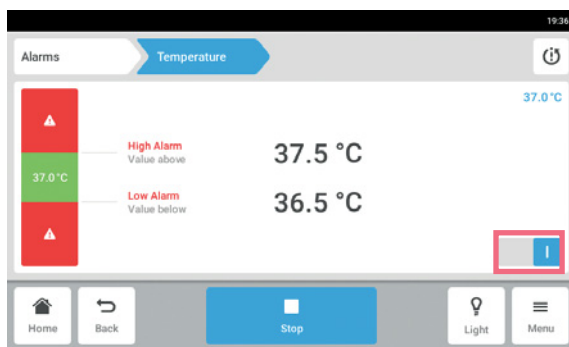 19:36
Alarms
Temperature
37.0 °C
High Alarm
Value above
37.5 °C
37.0 °C
Low Alarm
Value below
36.5 °C
I
Home
Back
Stop
Light
Menu